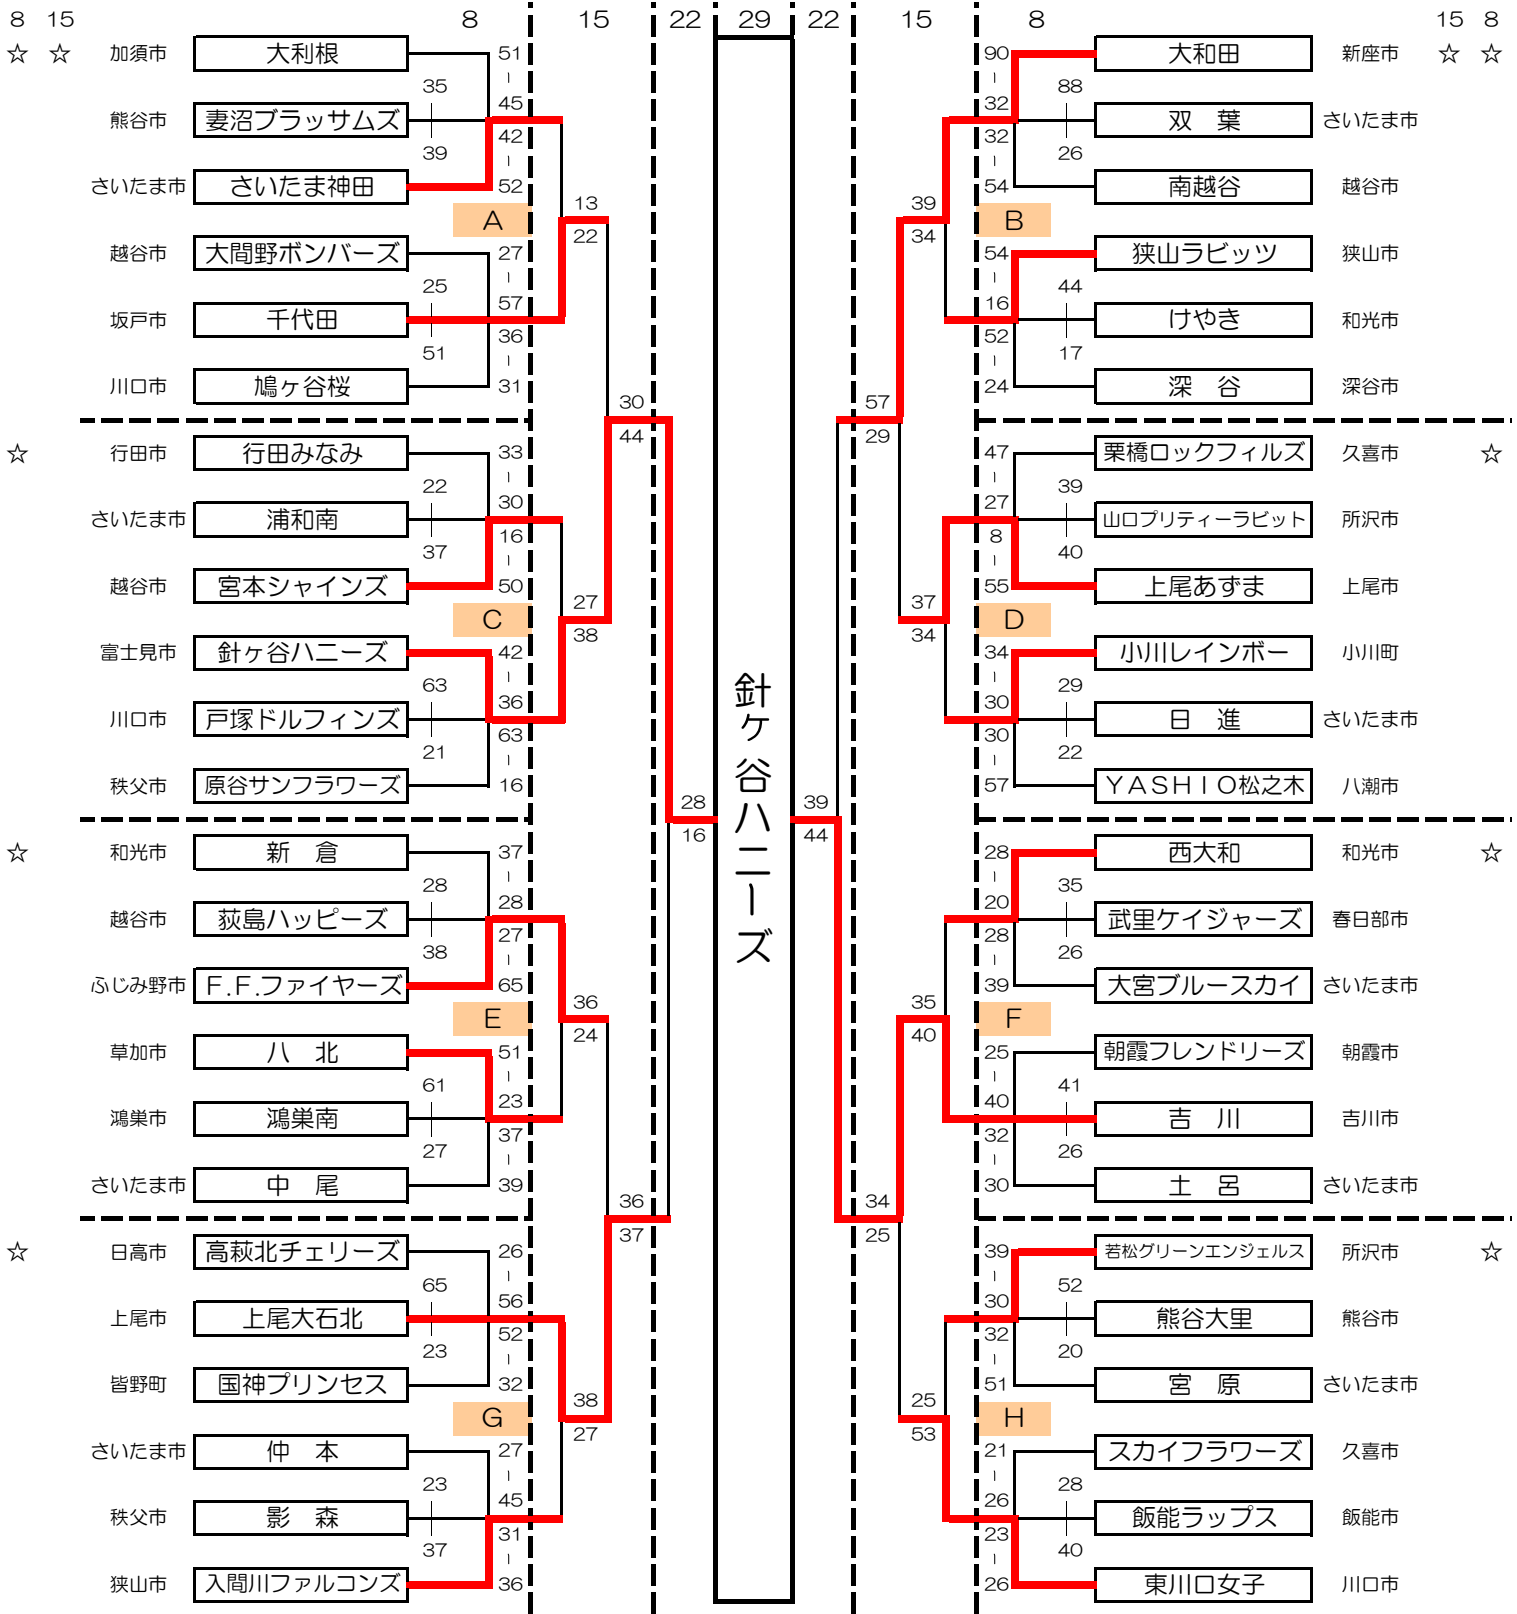 8 15 8 15 22 29 22 15 8 15 8
☆ ☆ 加須市 大利根 51 90 大和田 新座市 ☆ ☆
35 - - 88
熊谷市 妻沼ブラッサムズ 45 32 双 葉 さいたま市
39 42 - 32 - 26
さいたま市 さいたま神田 52 54 南越谷 越谷市
13 39
A B
22 34
越谷市 大間野ボンバーズ 27 54 狭山ラビッツ 狭山市
25 - - 44
坂戸市 千代田 57 16 けやき 和光市
51 36 - 52 - 17
川口市 鳩ヶ谷桜 31 24 深 谷 深谷市
30 57
44 29
☆ 行田市 行田みなみ 33 47 栗橋ロックフィルズ 久喜市 ☆
22 - - 39
さいたま市 浦和南 30 27 山口プリティーラビット 所沢市
37 16 - 8 - 40
越谷市 宮本シャインズ 50 55 上尾あずま 上尾市
27 37
C D
38 34
富士見市 針ヶ谷ハニーズ 42 34 小川レインボー 小川町
63 - - 29
川口市 戸塚ドルフィンズ 36 30 日 進 さいたま市
21 63 - 30 - 22
秩父市 原谷サンフラワーズ 16 57 YASHIO松之木 八潮市
針ヶ谷ハニーズ
28 39
16 44
☆ 和光市 新 倉 37 28 西大和 和光市 ☆
28 - - 35
越谷市 荻島ハッピーズ 28 20 武里ケイジャーズ 春日部市
38 27 - 28 - 26
ふじみ野市 F.F.ファイヤーズ 65 39 大宮ブルースカイ さいたま市
36 35
E F
24 40
草加市 八 北 51 25 朝霞フレンドリーズ 朝霞市
61 - - 41
鴻巣市 鴻巣南 23 40 吉 川 吉川市
27 37 - 32 - 26
さいたま市 中 尾 39 30 土 呂 さいたま市
36 34
37 25
☆ 日高市 高萩北チェリーズ 26 39 若松グリーンエンジェルス 所沢市 ☆
65 - - 52
上尾市 上尾大石北 56 30 熊谷大里 熊谷市
23 52 - 32 - 20
皆野町 国神プリンセス 32 51 宮 原 さいたま市
38 25
G H
27 53
さいたま市 仲 本 27 21 スカイフラワーズ 久喜市
23 - - 28
秩父市 影 森 45 26 飯能ラップス 飯能市
37 31 - 23 - 40
狭山市 入間川ファルコンズ 36 26 東川口女子 川口市